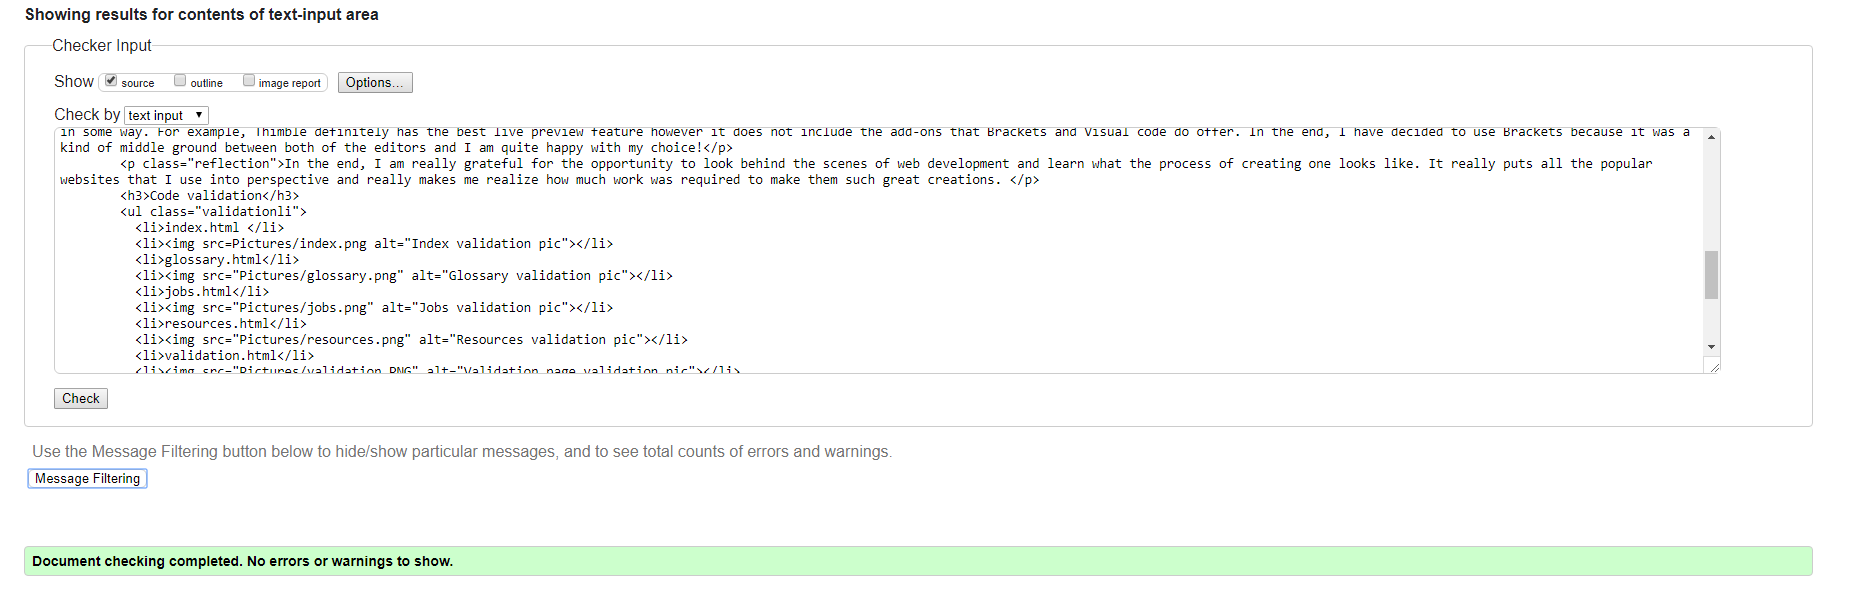 Showing results for contents of text-input area
Checker Input
Show source outline image report Options...
Check by text input
in some way. For example, Thimble definitely has the best live preview feature however it does not include the add-ons that Brackets and Visual code do offer. In the end, I have decided to use Brackets because it was a
kind of middle ground between both of the editors and I am quite happy with my choice!</p>
<p class="reflection">In the end, I am really grateful for the opportunity to look behind the scenes of web development and learn what the process of creating one looks like. It really puts all the popular
websites that I use into perspective and really makes me realize how much work was required to make them such great creations. </p>
<h3>Code validation</h3>
<ul class="validationli">
<li>index.html </li>
<li><img src=Pictures/index.png alt="Index validation pic"></li>
<li>glossary.html</li>
<li><img src="Pictures/glossary.png" alt="Glossary validation pic"></li>
<li>jobs.html</li>
<li><img src="Pictures/jobs.png" alt="Jobs validation pic"></li>
<li>resources.html</li>
<li><img src="Pictures/resources.png" alt="Resources validation pic"></li>
<li>validation.html</li>
<li><img src="Pictures/validation.PNG" alt="Validation page validation pic"></li>
Check
Use the Message Filtering button below to hide/show particular messages, and to see total counts of errors and warnings.
Message Filtering
Document checking completed. No errors or warnings to show.